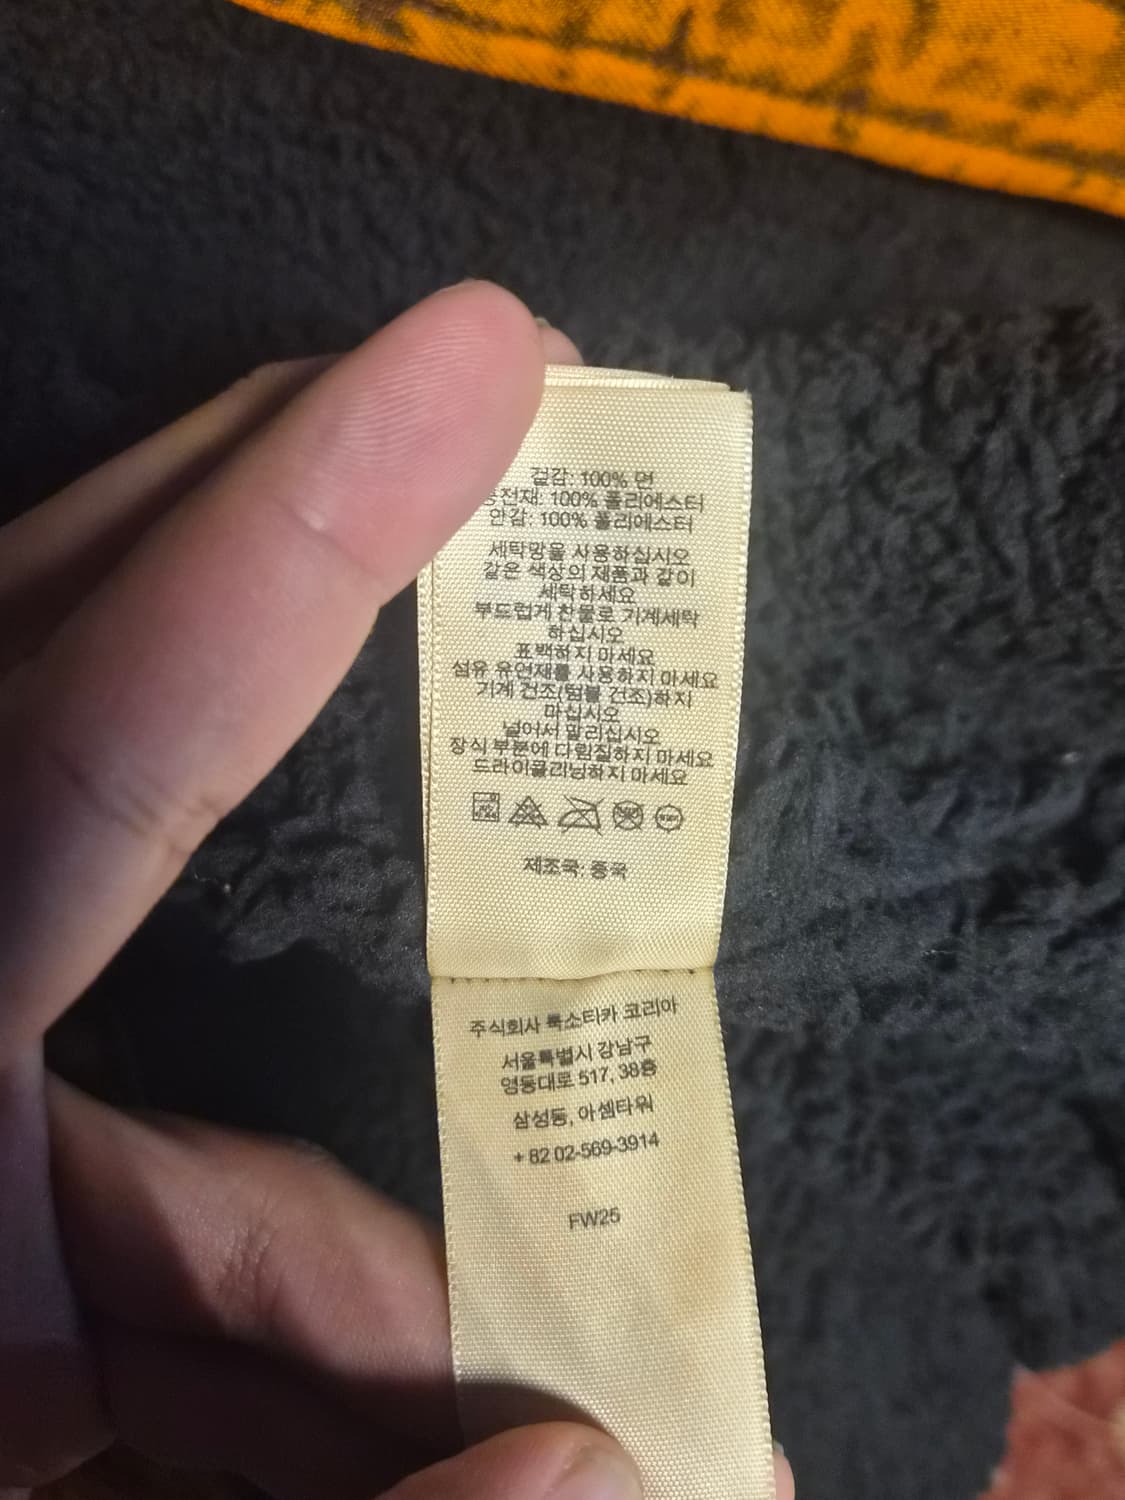 겉감: 100% 면
충전재: 100% 폴리에스터
안감: 100% 폴리에스터
세탁망을 사용하십시오
같은 색상의 제품과 같이
세탁하세요
부드럽게 찬물로 기계세탁
하십시오
표백하지 마세요
섬유 유연제를 사용하지 마세요
기계 건조(텀블 건조)하지
마십시오
널어서 말리십시오
장식 부분에 다림질하지 마세요
드라이클리닝하지 마세요
제조국: 중국
주식회사 룩소티카 코리아
서울특별시 강남구
영동대로 517, 38층
삼성동, 아셈타워
+ 82 02-569-3914
FW25